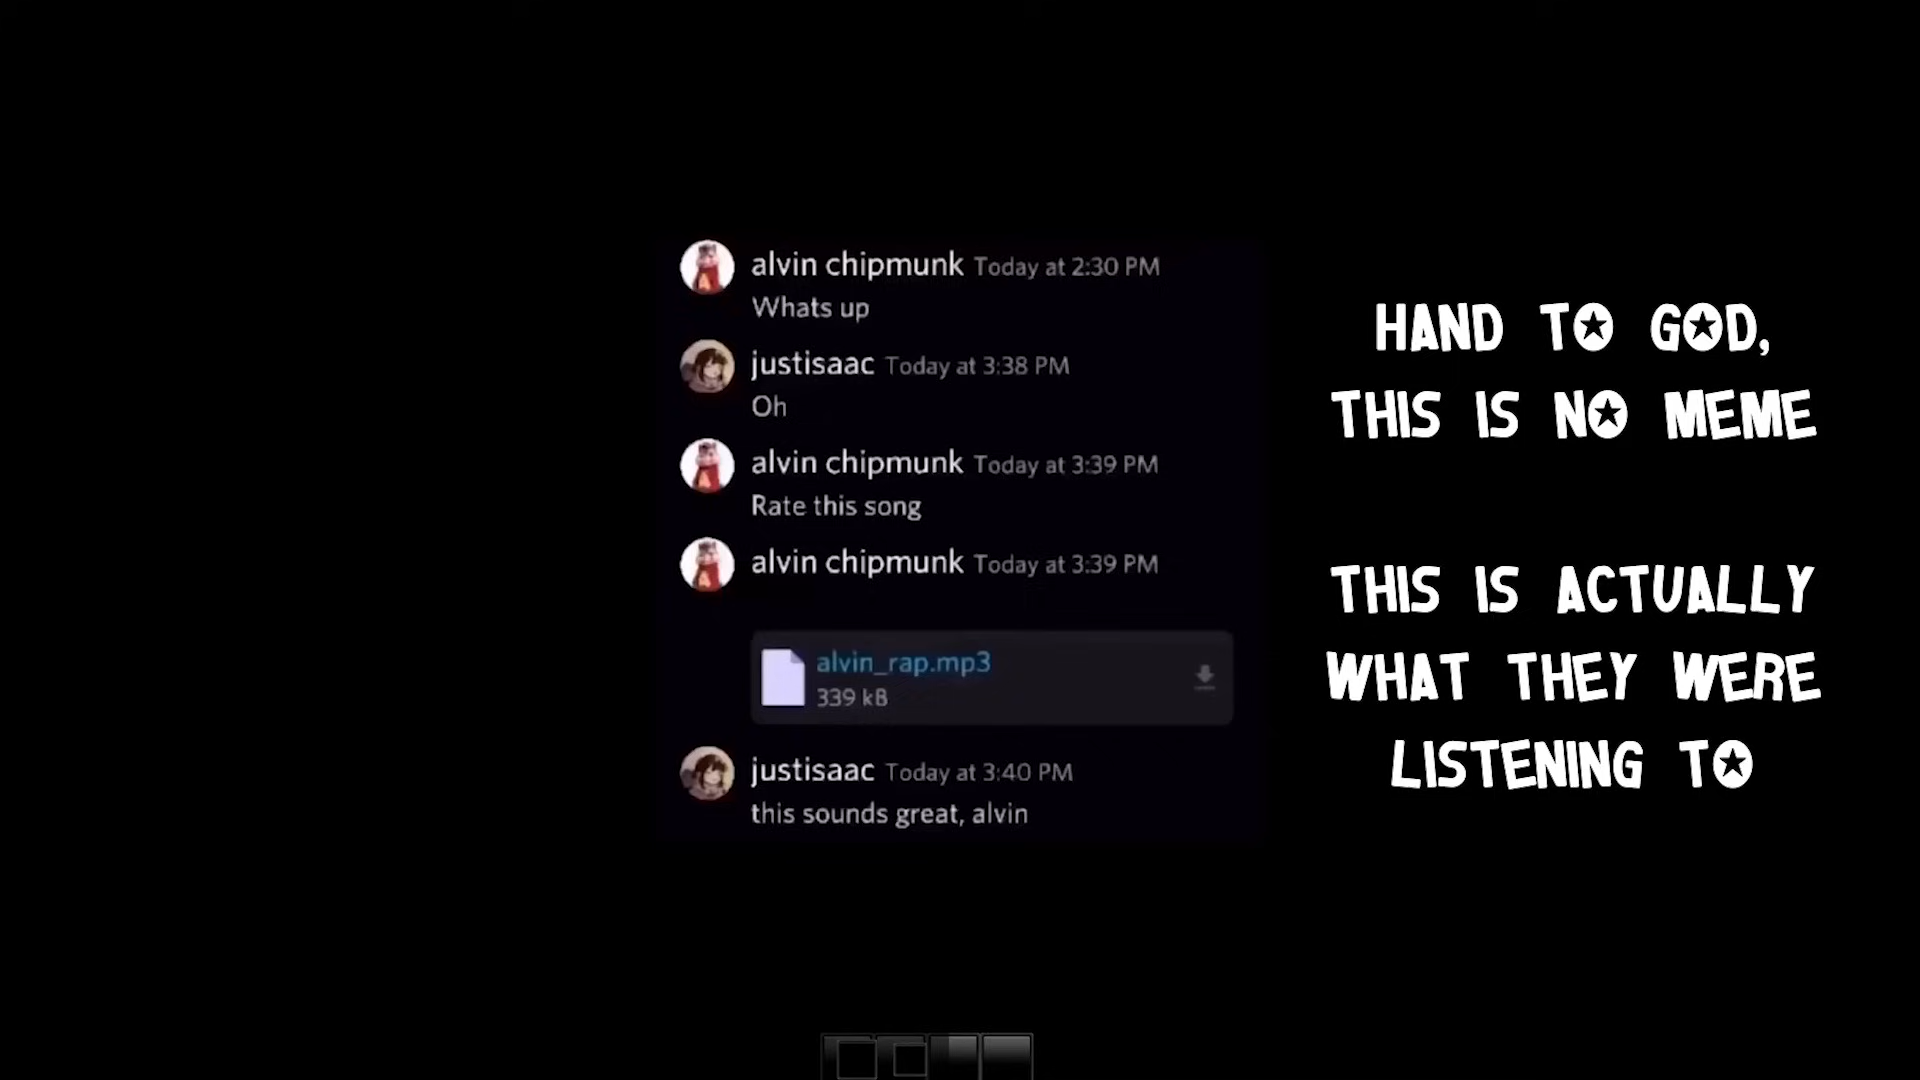 alvin chipmunk Today at 2:30 PM
Whats up
justisaac Today at 3:38 PM
Oh
alvin chipmunk Today at 3:39 PM
Rate this song
alvin chipmunk Today at 3:39 PM
alvin_rap.mp3
339 kB
justisaac Today at 3:40 PM
this sounds great, alvin
HAND TO GOD,
THIS IS NO MEME
THIS IS ACTUALLY
WHAT THEY WERE
LISTENING TO